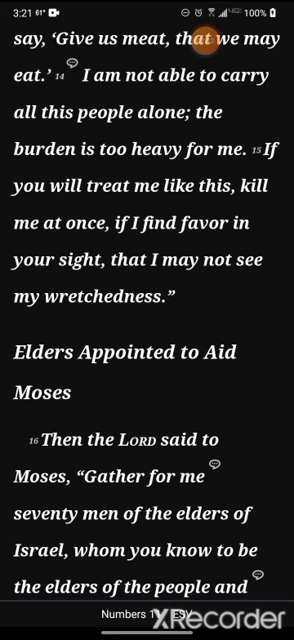 3:21 61°
100%
say, ‘Give us meat, that we may
eat.’ 14 I am not able to carry
all this people alone; the
burden is too heavy for me. 15 If
you will treat me like this, kill
me at once, if I find favor in
your sight, that I may not see
my wretchedness.”
Elders Appointed to Aid
Moses
16 Then the LORD said to
Moses, “Gather for me
seventy men of the elders of
Israel, whom you know to be
the elders of the people and
Numbers 11
XRecorder